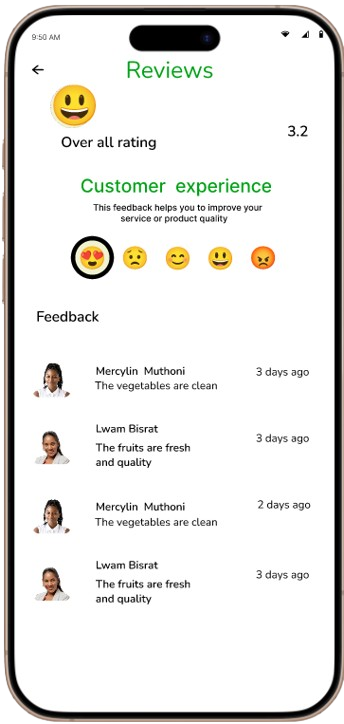 9:50 AM
Reviews
Over all rating
3.2
Customer experience
This feedback helps you to improve your
service or product quality
Feedback
Mercylin Muthoni
3 days ago
The vegetables are clean
Lwam Bisrat
3 days ago
The fruits are fresh
and quality
Mercylin Muthoni
2 days ago
The vegetables are clean
Lwam Bisrat
3 days ago
The fruits are fresh
and quality